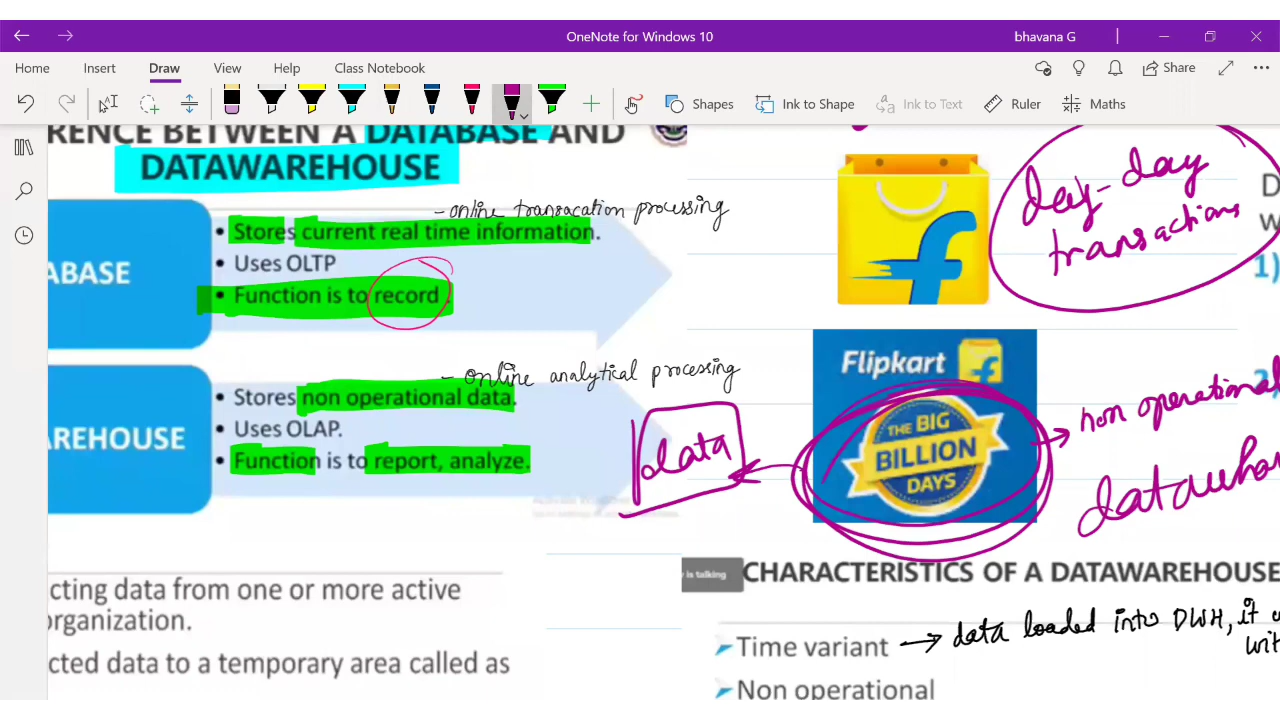 OneNote for Windows 10
bhavana G
Home
Insert
Draw
View
Help
Class Notebook
Share
Shapes
Ink to Shape
Ink to Text
Ruler
Maths
RENCE BETWEEN A DATABASE AND
DATAWAREHOUSE
- online transacation processing
ABASE
• Stores current real time information.
• Uses OLTP
• Function is to record .
- online analytical processing
AREHOUSE
• Stores non operational data.
• Uses OLAP.
• Function is to report, analyze.
data
day-day
transactions
D
w
1)
f
Flipkart
THE BIG
BILLION
DAYS
non operational
datawhar
cting data from one or more active
organization.
cted data to a temporary area called as
is talking
CHARACTERISTICS OF A DATAWAREHOUSE
Time variant → data loaded into DWH, it
wit
Non operational